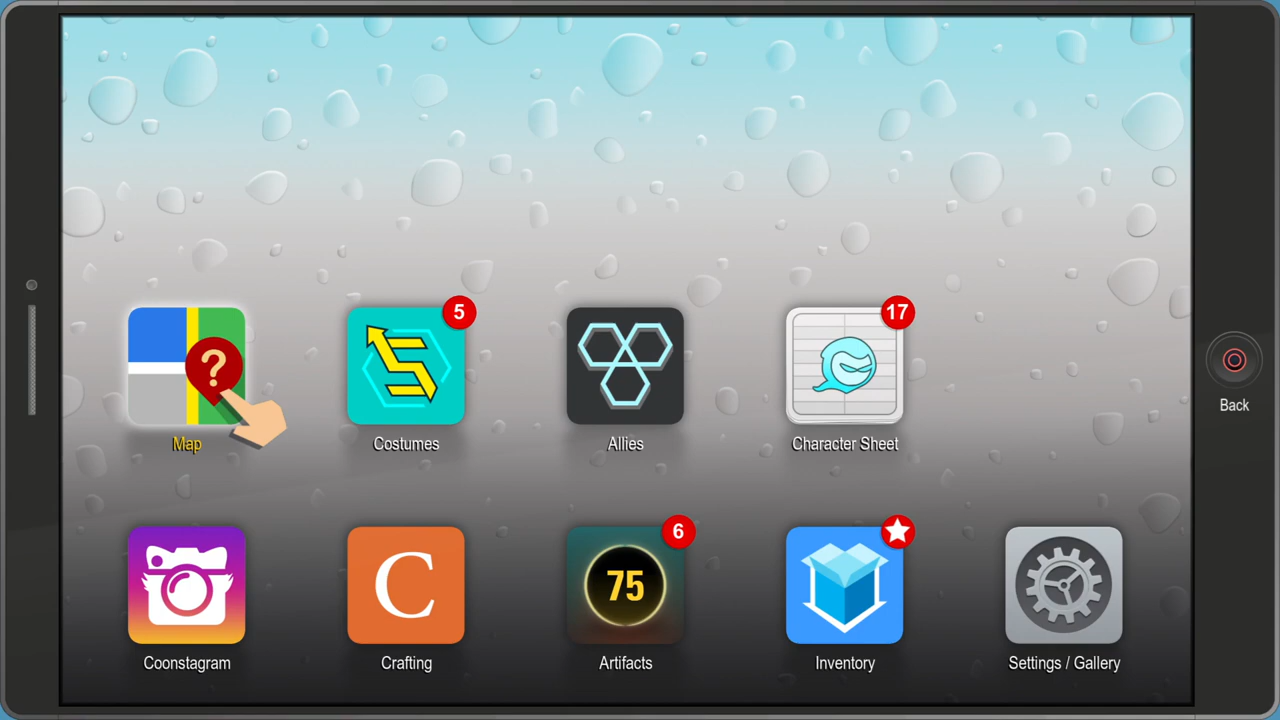 5
17
?
Map
Costumes
Allies
Character Sheet
Back
6
C
75
Coonstagram
Crafting
Artifacts
Inventory
Settings / Gallery